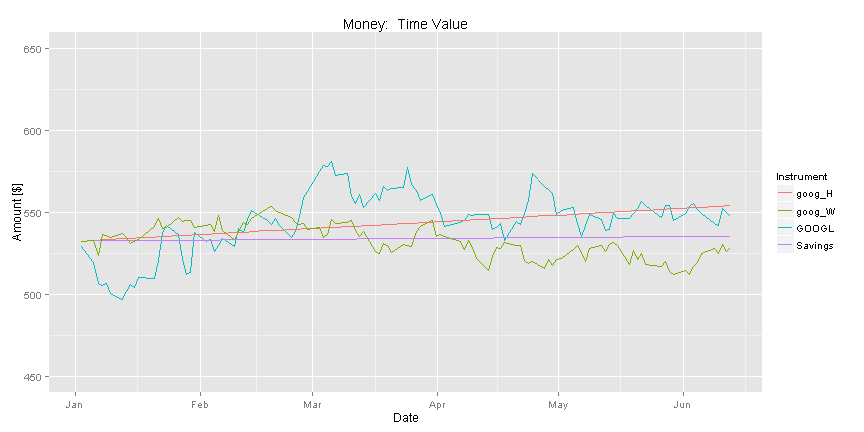 Money:  Time Value
650
600
550
500
450
Amount [$]
Jan Feb Mar Apr May Jun
Date
Instrument
goog_H
goog_W
GOOGL
Savings